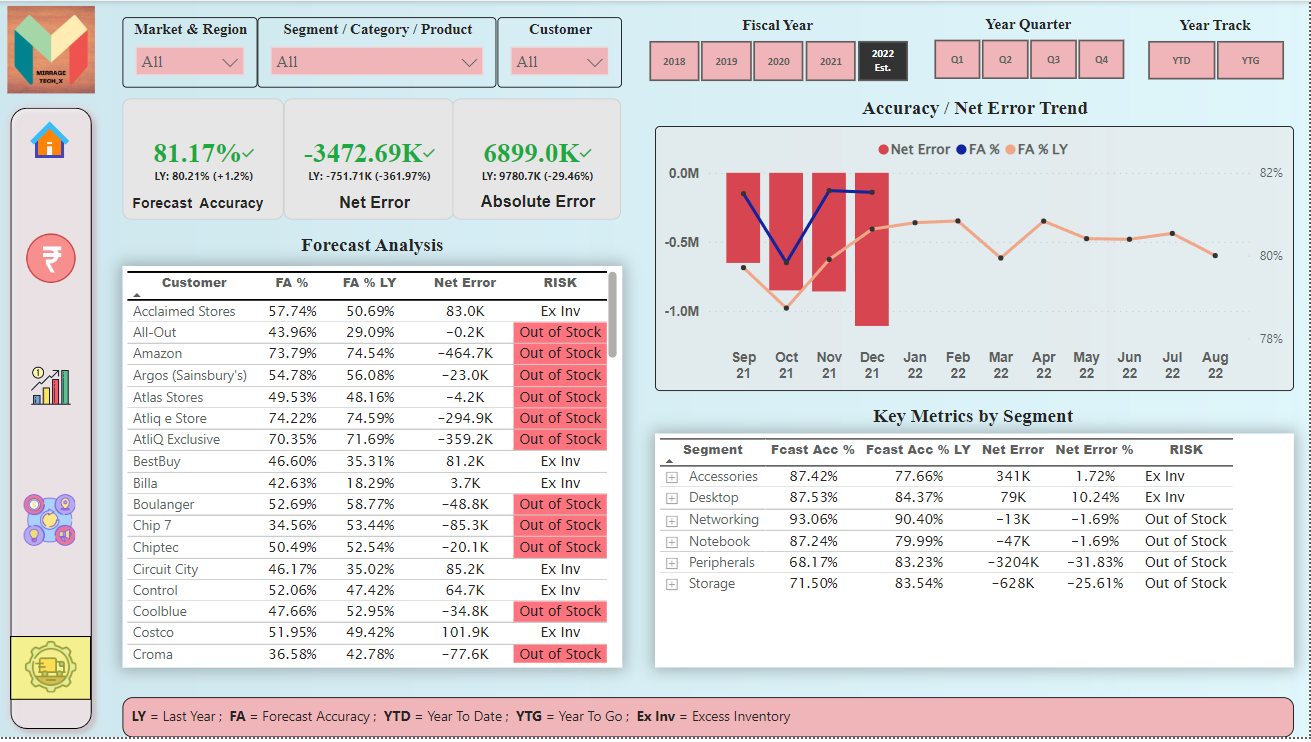 MIRRAGE
TECH_X
Market & Region
All
Segment / Category / Product
All
Customer
All
Fiscal Year
2018
2019
2020
2021
2022
Est.
Year Quarter
Q1
Q2
Q3
Q4
Year Track
YTD
YTG
81.17%
LY: 80.21% (+1.2%)
Forecast Accuracy
-3472.69K
LY: -751.71K (-361.97%)
Net Error
6899.0K
LY: 9780.7K (-29.46%)
Absolute Error
Forecast Analysis
Customer FA % FA % LY Net Error RISK
Acclaimed Stores 57.74% 50.69% 83.0K Ex Inv
All-Out 43.96% 29.09% −0.2K Out of Stock
Amazon 73.79% 74.54% −464.7K Out of Stock
Argos (Sainsbury's) 54.78% 56.08% −23.0K Out of Stock
Atlas Stores 49.53% 48.16% −4.2K Out of Stock
Atliq e Store 74.22% 74.59% −294.9K Out of Stock
AtliQ Exclusive 70.35% 71.69% −359.2K Out of Stock
BestBuy 46.60% 35.31% 81.2K Ex Inv
Billa 42.63% 18.29% 3.7K Ex Inv
Boulanger 52.69% 58.77% −48.8K Out of Stock
Chip 7 34.56% 53.44% −85.3K Out of Stock
Chiptec 50.49% 52.54% −20.1K Out of Stock
Circuit City 46.17% 35.02% 85.2K Ex Inv
Control 52.06% 47.42% 64.7K Ex Inv
Coolblue 47.66% 52.95% −34.8K Out of Stock
Costco 51.95% 49.42% 101.9K Ex Inv
Croma 36.58% 42.78% −77.6K Out of Stock
Accuracy / Net Error Trend
Net Error FA % FA % LY
0.0M
-0.5M
-1.0M
82%
80%
78%
Sep Oct Nov Dec Jan Feb Mar Apr May Jun Jul Aug
21 21 21 21 22 22 22 22 22 22 22 22
Key Metrics by Segment
Segment Fcast Acc % Fcast Acc % LY Net Error Net Error % RISK
Accessories 87.42% 77.66% 341K 1.72% Ex Inv
Desktop 87.53% 84.37% 79K 10.24% Ex Inv
Networking 93.06% 90.40% −13K −1.69% Out of Stock
Notebook 87.24% 79.99% −47K −1.69% Out of Stock
Peripherals 68.17% 83.23% −3204K −31.83% Out of Stock
Storage 71.50% 83.54% −628K −25.61% Out of Stock
LY = Last Year ; FA = Forecast Accuracy ; YTD = Year To Date ; YTG = Year To Go ; Ex Inv = Excess Inventory